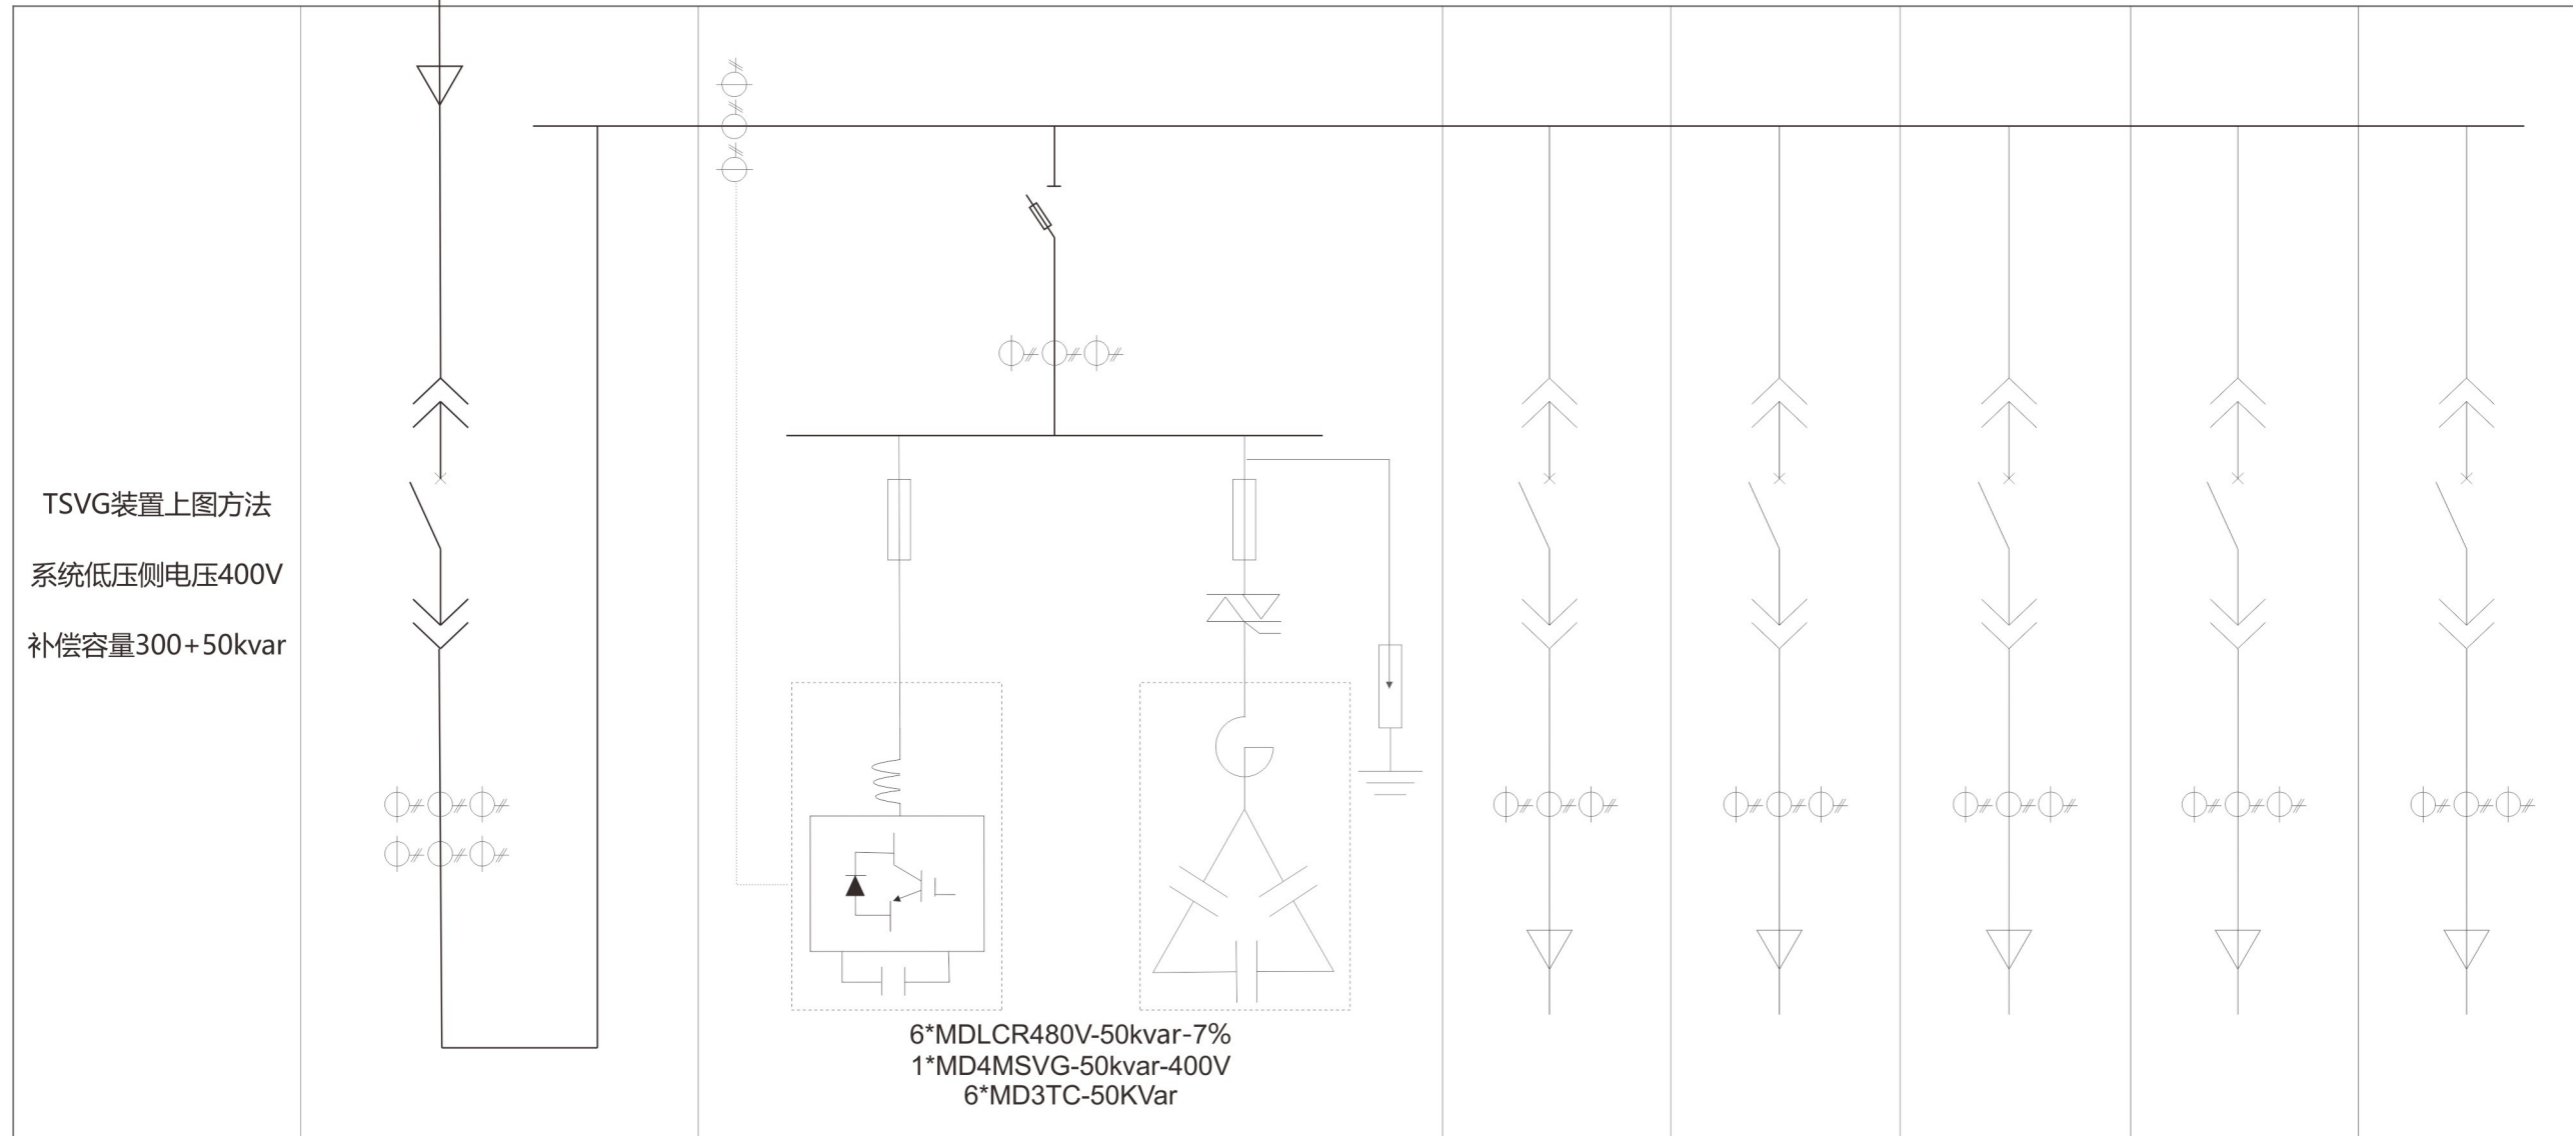 TSVG装置上图方法
系统低压侧电压400V
补偿容量300+50kvar
6*MDLCR480V-50kvar-7%
1*MD4MSVG-50kvar-400V
6*MD3TC-50KVar